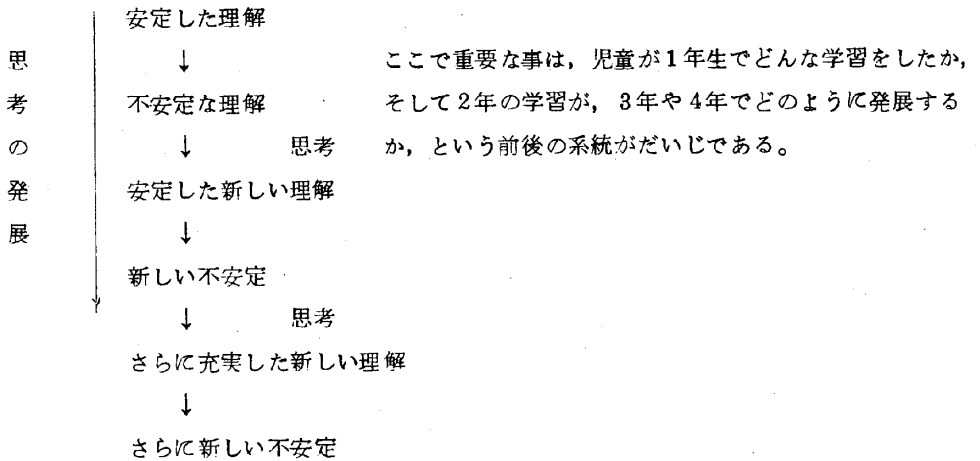 思考の発展
安定した理解
↓
不安定な理解
↓ 思考
安定した新しい理解
↓
新しい不安定
↓ 思考
さらに充実した新しい理解
↓
さらに新しい不安定
ここで重要な事は，児童が1年生でどんな学習をしたか，
そして2年の学習が，3年や4年でどのように発展する
か，という前後の系統がだいじである。